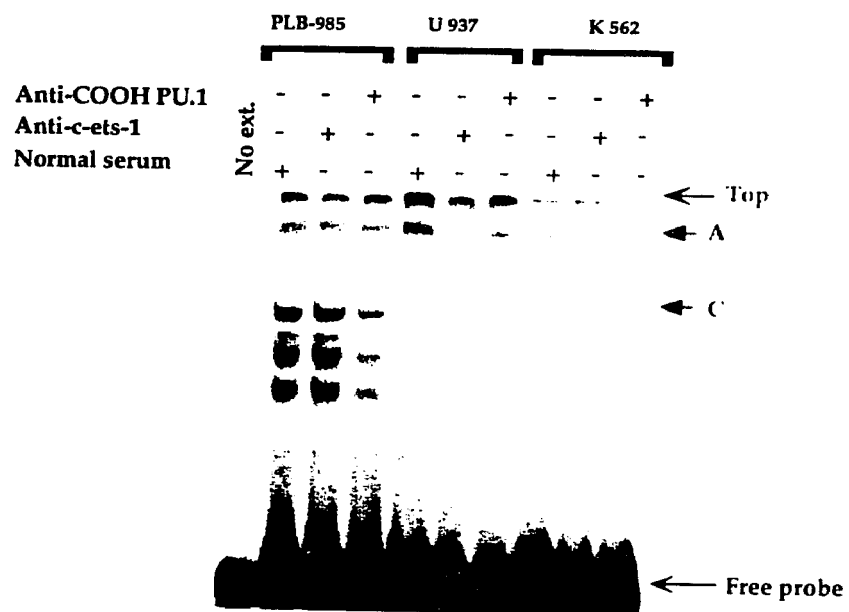 PLB-985 U 937 K 562
Anti-COOH PU.1 - - + - - + - - +
Anti-c-ets-1 - + - - + - - + -
Normal serum + - - + - - + - -
No ext.
Top
A
C
Free probe